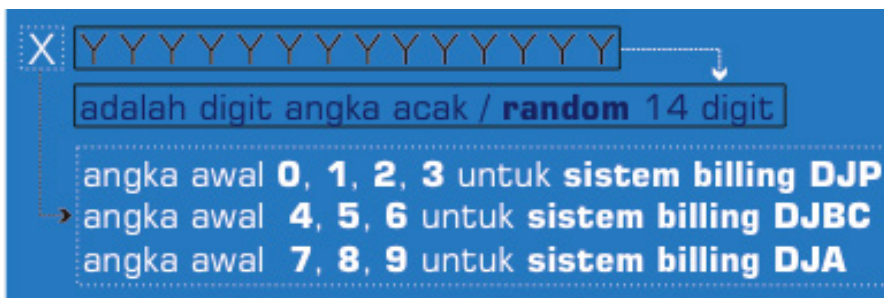 X Y Y Y Y Y Y Y Y Y Y Y Y Y Y
adalah digit angka acak / random 14 digit
angka awal 0, 1, 2, 3 untuk sistem billing DJP
angka awal 4, 5, 6 untuk sistem billing DJBC
angka awal 7, 8, 9 untuk sistem billing DJA